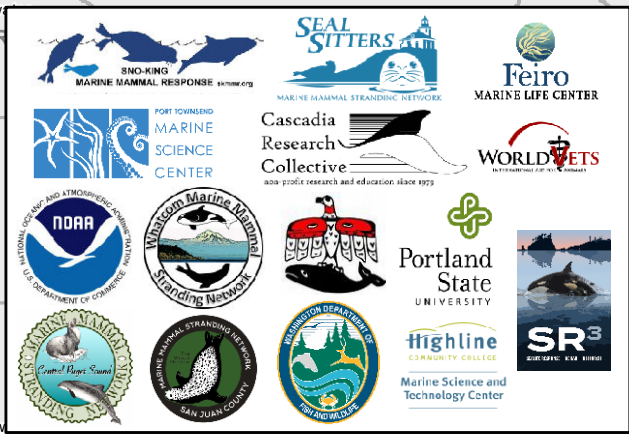 SNO-KING
MARINE MAMMAL RESPONSE skmmr.org
SEAL
SITTERS
MARINE MAMMAL STRANDING NETWORK
Feiro
MARINE LIFE CENTER
PORT TOWNSEND
MARINE
SCIENCE
CENTER
Cascadia
Research
Collective
non-profit research and education since 1979
WORLD VETS
NATIONAL OCEANIC AND ATMOSPHERIC ADMINISTRATION
NOAA
U.S. DEPARTMENT OF COMMERCE
Whatcom Marine Mammal
Stranding Network
Portland
State
UNIVERSITY
SR3
MARINE MAMMAL
Central Puget Sound
STRANDING
MARINE MAMMAL STRANDING NETWORK
SAN JUAN COUNTY
WASHINGTON DEPARTMENT OF
FISH AND WILDLIFE
Highline
COMMUNITY COLLEGE
Marine Science and
Technology Center